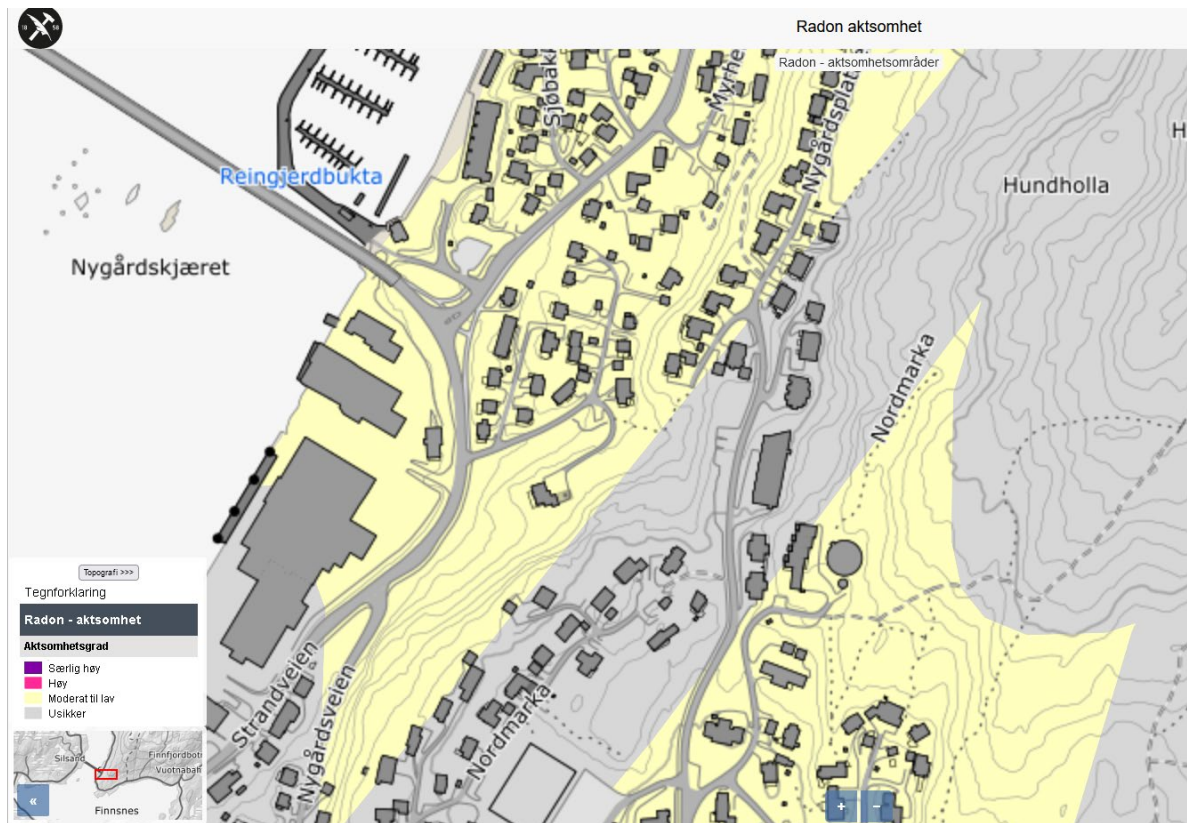 Radon aktsomhet
Radon - aktsomhetsområder
Sjøbakk
Myrhe
Nygårdsplat
Reingjerdbukta
Hundholla
H
Nygårdskjæret
Nordmarka
Topografi >>>
Tegnforklaring
Radon - aktsomhet
Aktsomhetsgrad
Særlig høy
Høy
Moderat til lav
Usikker
Strandveien
Nygårdsveien
Nordmarka
Silsand
Finnfjordbotn
Vuotnabah
Finnsnes
«
+
−